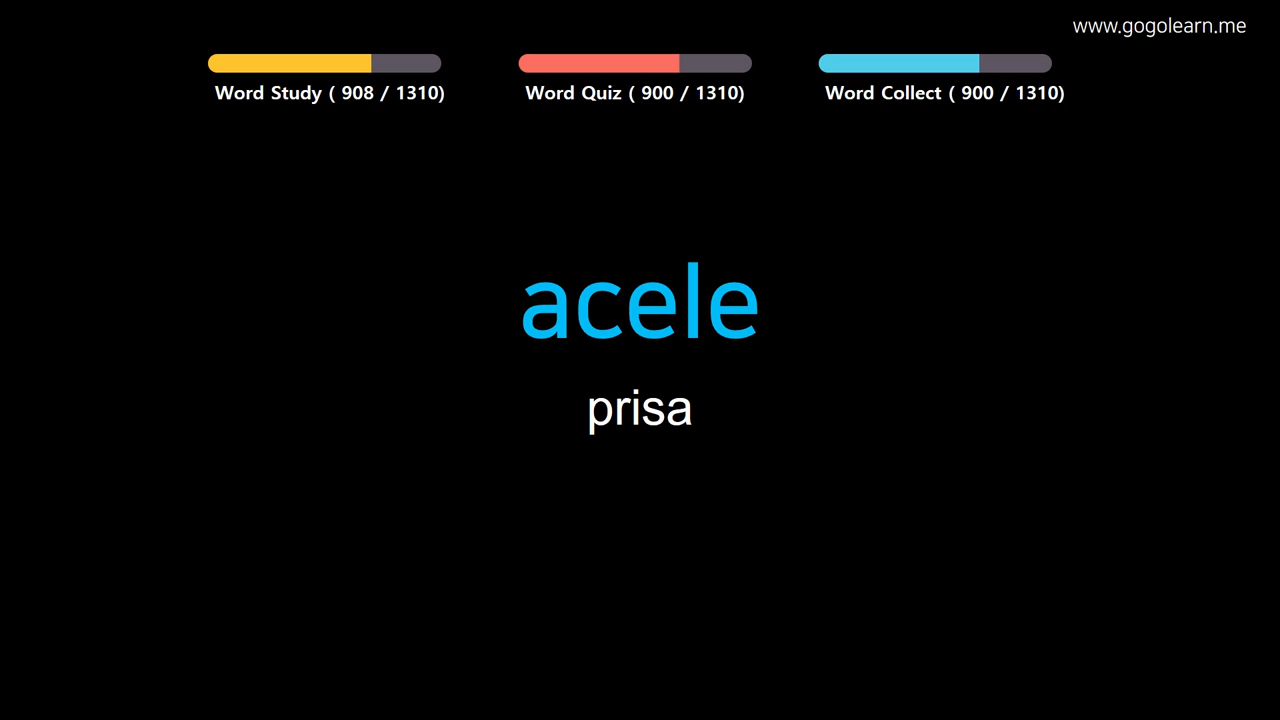 www.gogolearn.me
Word Study ( 908 / 1310)
Word Quiz ( 900 / 1310)
Word Collect ( 900 / 1310)
acele
prisa